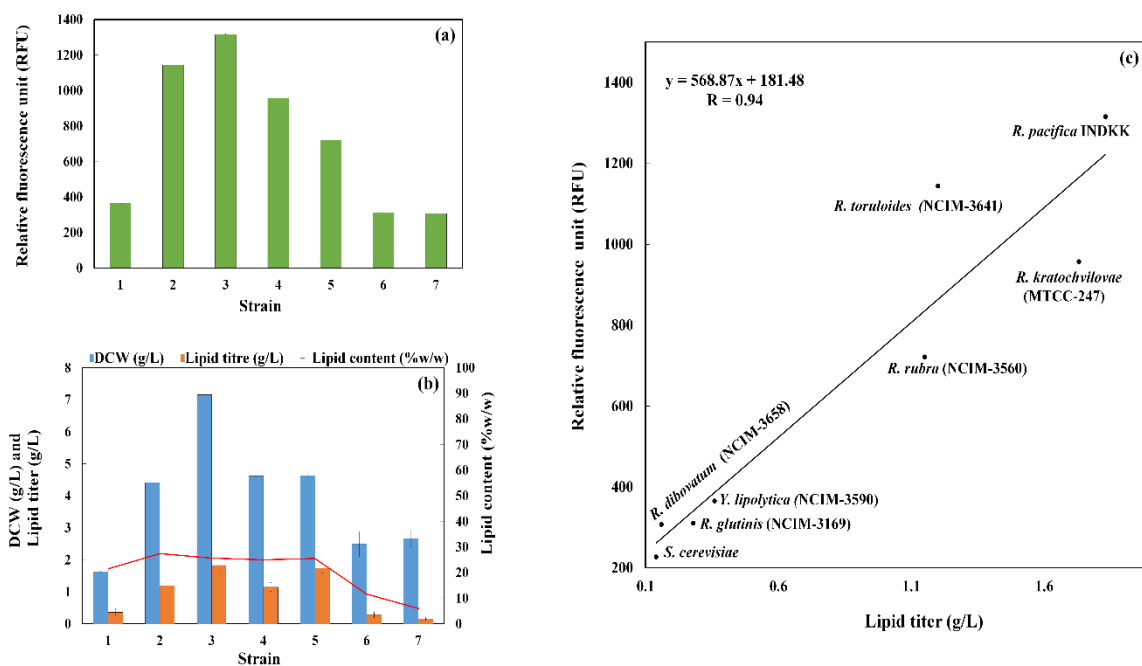 (a)
Relative fluorescence unit (RFU)
1400
1200
1000
800
600
400
200
0
1 2 3 4 5 6 7
Strain
DCW (g/L) Lipid titre (g/L) Lipid content (%w/w)
(b)
DCW (g/L) and
Lipid titer (g/L)
8
7
6
5
4
3
2
1
0
100
90
80
70
60
50
40
30
20
10
0
Lipid content (%w/w)
1 2 3 4 5 6 7
Strain
(c)
Relative fluorescence unit (RFU)
1400
1200
1000
800
600
400
200
y = 568.87x + 181.48
R = 0.94
R. pacifica INDKK
R. toruloides (NCIM-3641)
R. kratochvilovae
(MTCC-247)
R. rubra (NCIM-3560)
R. dibovatum (NCIM-3658)
Y. lipolytica (NCIM-3590)
R. glutinis (NCIM-3169)
S. cerevisiae
0.1 1.1 1.6
Lipid titer (g/L)